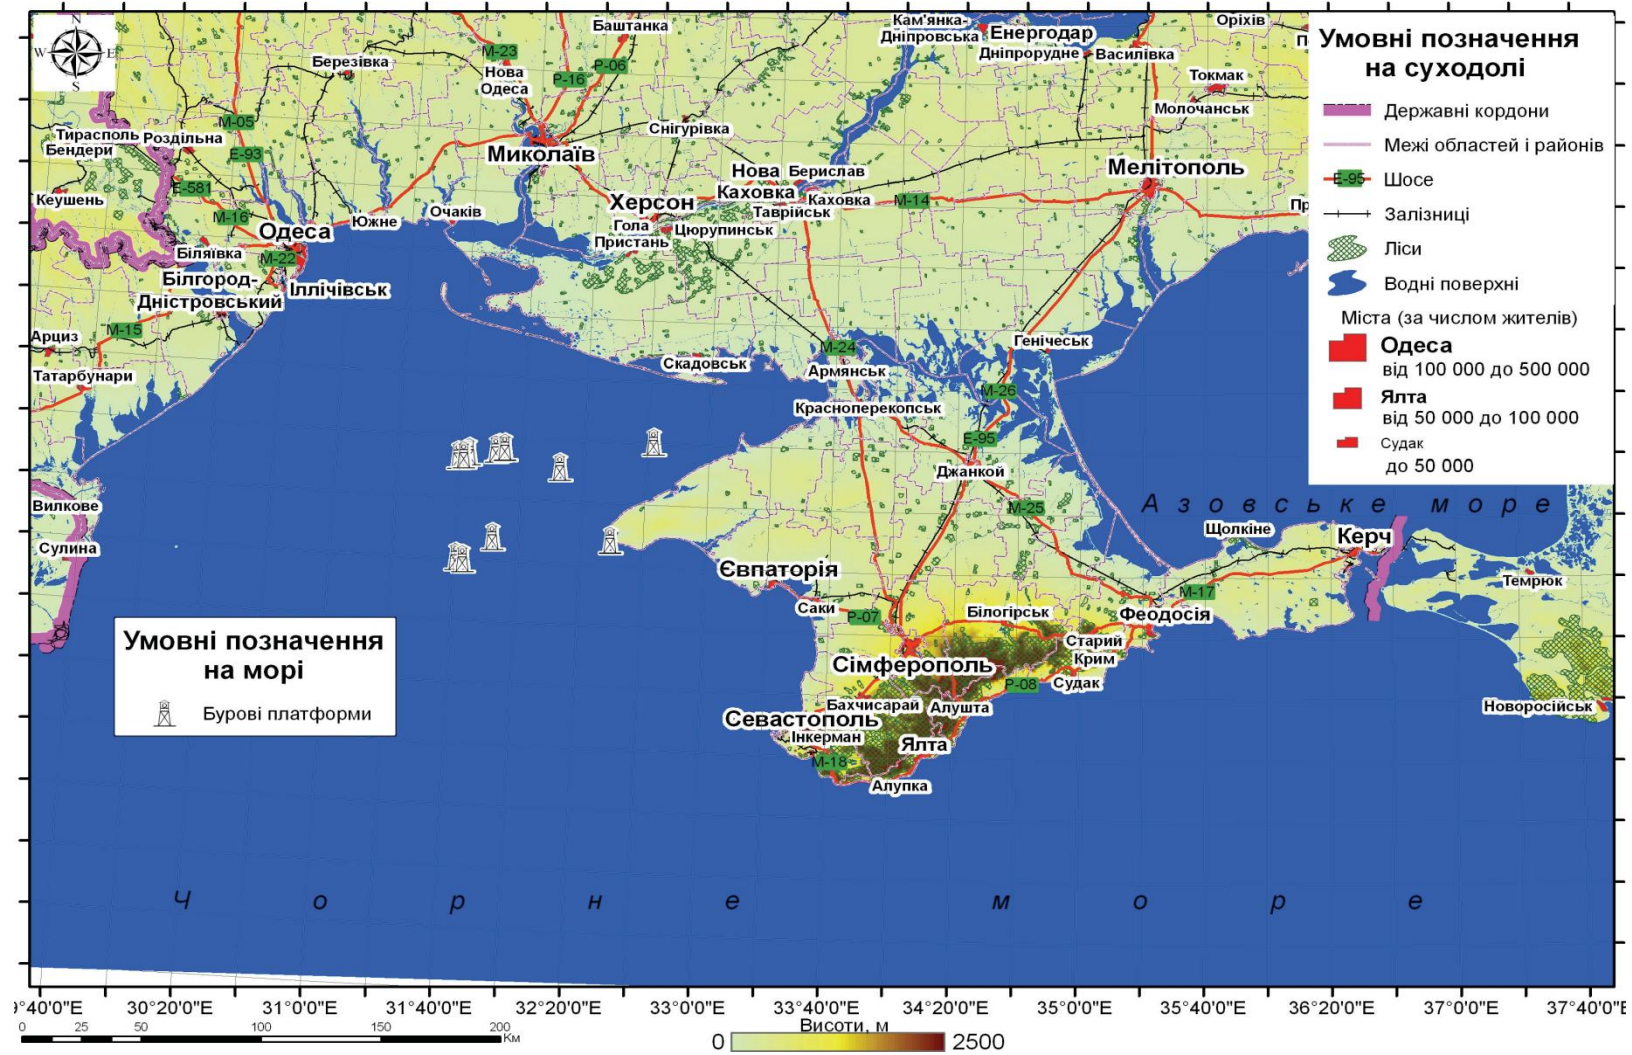 N
W
E
S
Баштанка
Кам'янка-
Дніпровська
Енергодар
Дніпрорудне
Василівка
Оріхів
М-23
Березівка
Нова
Одеса
Р-16
Р-06
Токмак
Молочанськ
М-05
Тирасполь
Роздільна
Бендери
Е-93
Снігурівка
Миколаїв
Мелітополь
Е-581
Кеушень
М-16
Нова
Каховка
Берислав
Каховка
Таврійськ
М-14
Херсон
Гола
Пристань
Цюрупинськ
Очаків
Южне
Одеса
Біляївка
М-22
Білгород-
Дністровський
Іллічівськ
М-15
Арциз
Татарбунари
Скадовськ
М-24
Армянськ
Генічеськ
М-26
Красноперекопськ
Е-95
Джанкой
М-25
Вилкове
Сулина
Азовське море
Щолкіне
Керч
Темрюк
Євпаторія
Саки
Р-07
Білогірськ
М-17
Феодосія
Старий
Крим
Сімферополь
Судак
Р-08
Бахчисарай
Алушта
Севастополь
Інкерман
Ялта
М-18
Алупка
Новоросійськ
Умовні позначення
на суходолі
Державні кордони
Межі областей і районів
Е-95
Шосе
Залізниці
Ліси
Водні поверхні
Міста (за числом жителів)
Одеса
від 100 000 до 500 000
Ялта
від 50 000 до 100 000
Судак
до 50 000
Умовні позначення
на морі
Бурові платформи
Чорне море
9°40'0"E 30°20'0"E 31°0'0"E 31°40'0"E 32°20'0"E 33°0'0"E 33°40'0"E 34°20'0"E 35°0'0"E 35°40'0"E 36°20'0"E 37°0'0"E 37°40'0"E
0 25 50 100 150 200
Км
Висоти, м
0 2500